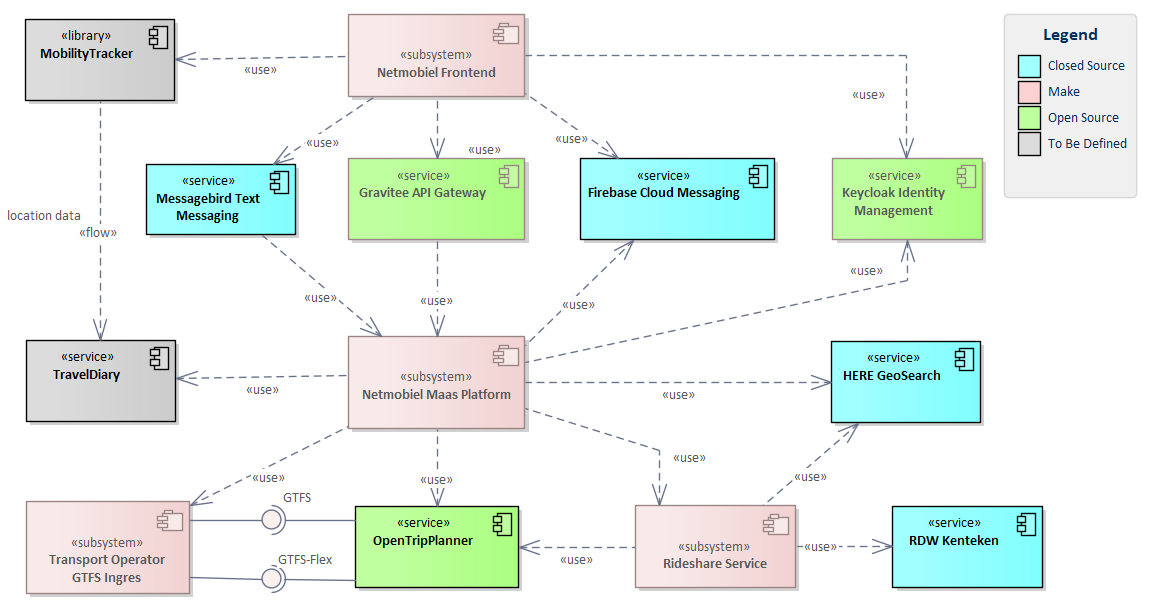 «library»
MobilityTracker
«subsystem»
Netmobiel Frontend
Legend
Closed Source
Make
Open Source
To Be Defined
«use»
«use»
«use»
«use»
«use»
«service»
Messagebird Text
Messaging
«service»
Gravitee API Gateway
«service»
Firebase Cloud Messaging
«service»
Keycloak Identity
Management
location data
«flow»
«use»
«use»
«use»
«use»
«service»
TravelDiary
«use»
«subsystem»
Netmobiel Maas Platform
«use»
«service»
HERE GeoSearch
«use»
«use»
«use»
«use»
GTFS
GTFS-Flex
«subsystem»
Transport Operator
GTFS Ingres
«service»
OpenTripPlanner
«use»
«subsystem»
Rideshare Service
«use»
«service»
RDW Kenteken